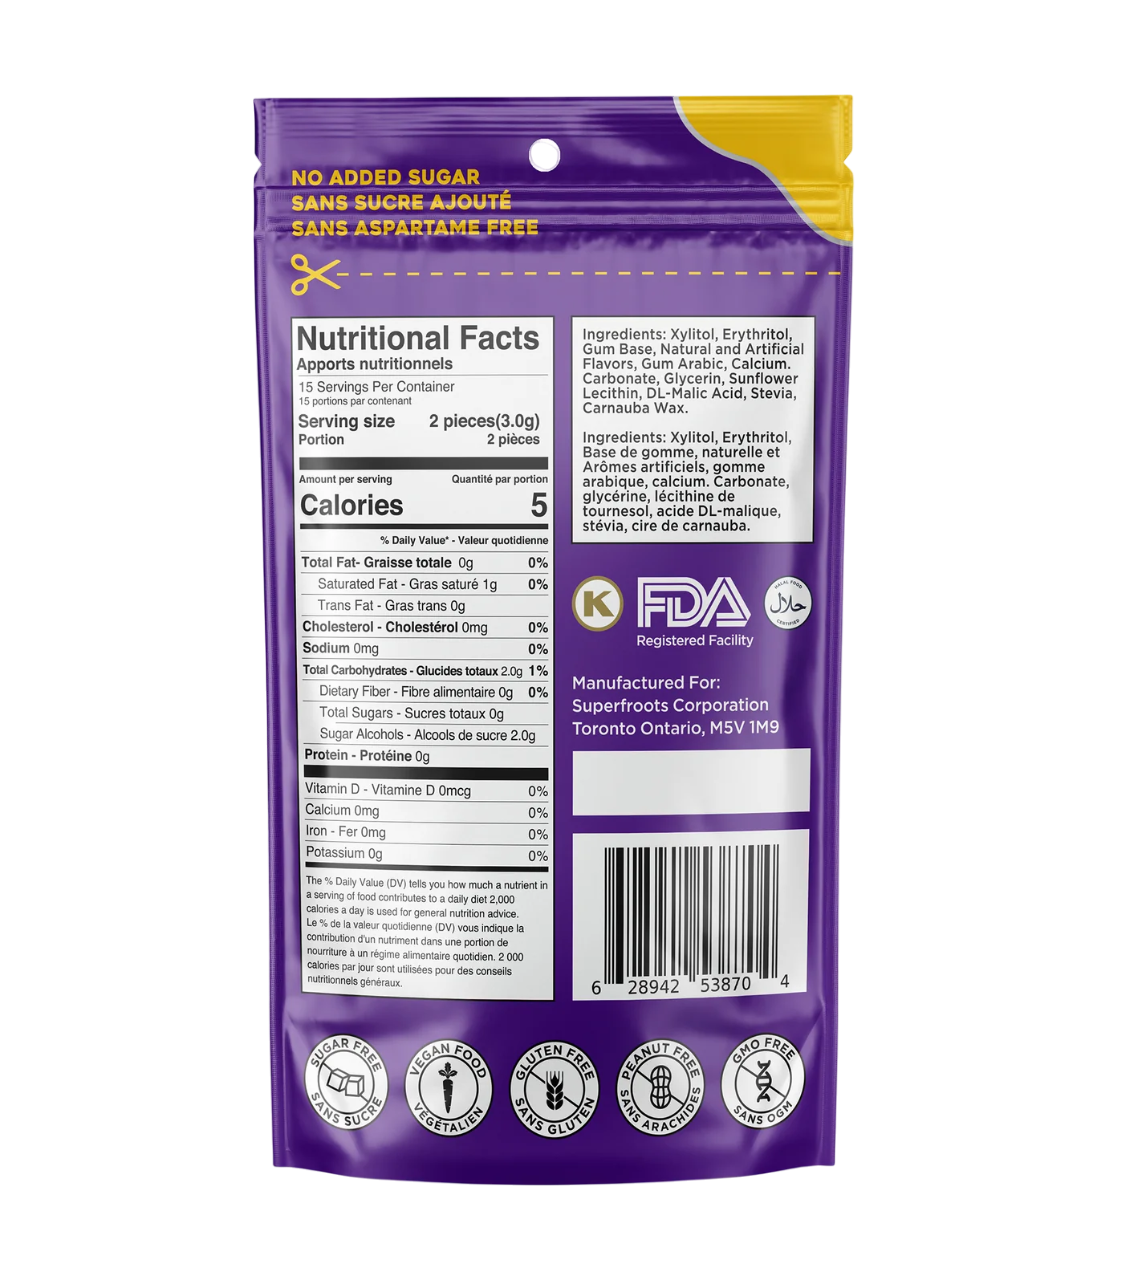 NO ADDED SUGAR
SANS SUCRE AJOUTÉ
SANS ASPARTAME FREE
Nutritional Facts
Apports nutritionnels
15 Servings Per Container
15 portions par contenant
Serving size 2 pieces(3.0g)
Portion 2 pièces
Amount per serving Quantité par portion
Calories 5
% Daily Value* - Valeur quotidienne
Total Fat- Graisse totale 0g 0%
Saturated Fat - Gras saturé 1g 0%
Trans Fat - Gras trans 0g
Cholesterol - Cholestérol 0mg 0%
Sodium 0mg 0%
Total Carbohydrates - Glucides totaux 2.0g 1%
Dietary Fiber - Fibre alimentaire 0g 0%
Total Sugars - Sucres totaux 0g
Sugar Alcohols - Alcools de sucre 2.0g
Protein - Protéine 0g
Vitamin D - Vitamine D 0mcg 0%
Calcium 0mg 0%
Iron - Fer 0mg 0%
Potassium 0g 0%
The % Daily Value (DV) tells you how much a nutrient in
a serving of food contributes to a daily diet 2,000
calories a day is used for general nutrition advice.
Le % de la valeur quotidienne (DV) vous indique la
contribution d'un nutriment dans une portion de
nourriture à un régime alimentaire quotidien. 2 000
calories par jour sont utilisées pour des conseils
nutritionnels généraux.
Ingredients: Xylitol, Erythritol,
Gum Base, Natural and Artificial
Flavors, Gum Arabic, Calcium.
Carbonate, Glycerin, Sunflower
Lecithin, DL-Malic Acid, Stevia,
Carnauba Wax.
Ingredients: Xylitol, Erythritol,
Base de gomme, naturelle et
Arômes artificiels, gomme
arabique, calcium. Carbonate,
glycérine, lécithine de
tournesol, acide DL-malique,
stévia, cire de carnauba.
K
FDA
Registered Facility
HALAL FOOD
حلال
CERTIFIED
Manufactured For:
Superfroots Corporation
Toronto Ontario, M5V 1M9
6 28942 53870 4
SUGAR FREE
SANS SUCRE
VEGAN FOOD
VÉGÉTALIEN
GLUTEN FREE
SANS GLUTEN
PEANUT FREE
SANS ARACHIDES
GMO FREE
SANS OGM